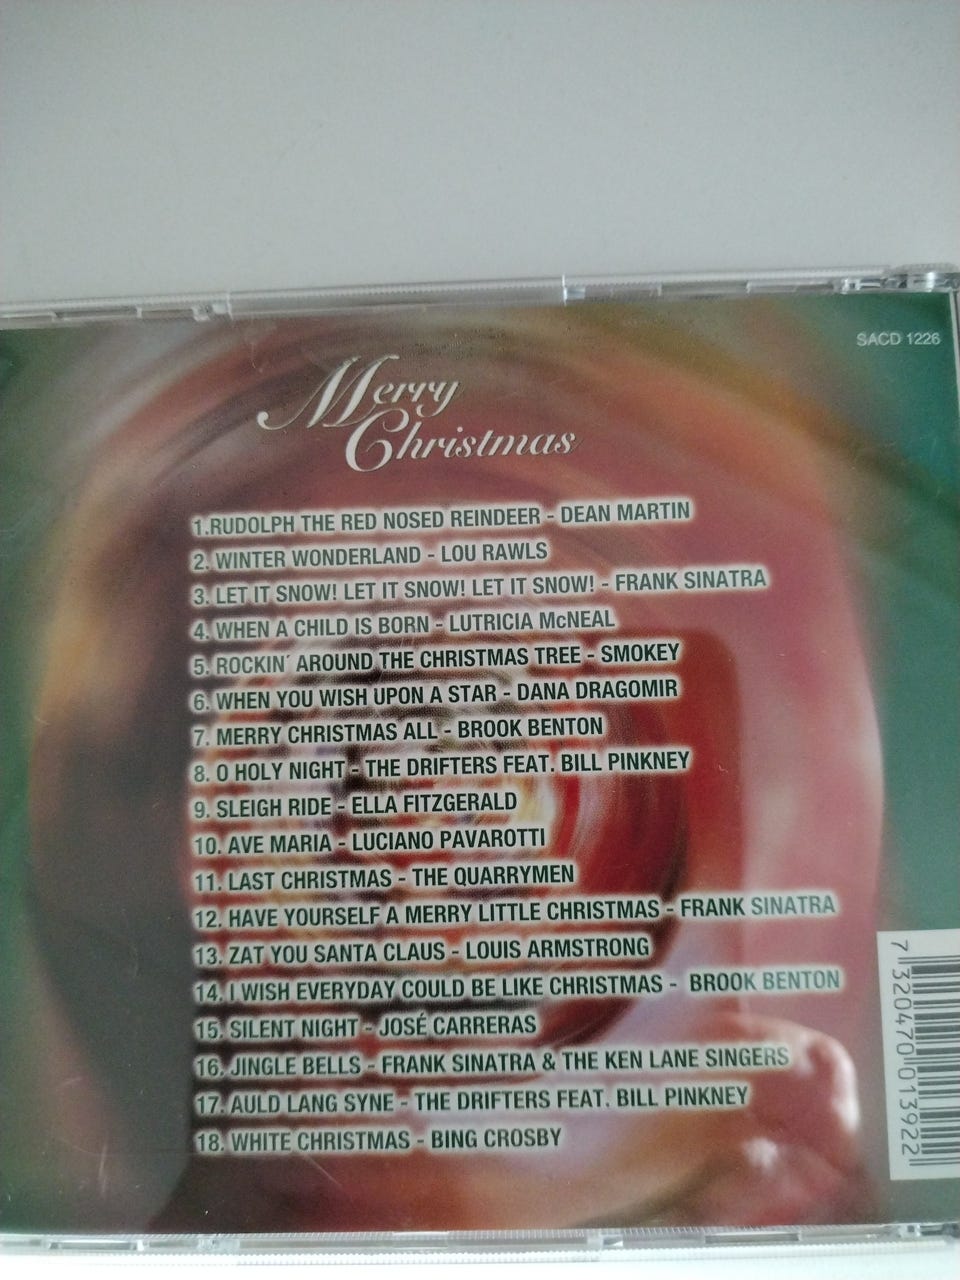 SACD 1226
Merry
Christmas
1.RUDOLPH THE RED NOSED REINDEER - DEAN MARTIN
2. WINTER WONDERLAND - LOU RAWLS
3. LET IT SNOW! LET IT SNOW! LET IT SNOW! - FRANK SINATRA
4. WHEN A CHILD IS BORN - LUTRICIA McNEAL
5. ROCKIN´ AROUND THE CHRISTMAS TREE - SMOKEY
6. WHEN YOU WISH UPON A STAR - DANA DRAGOMIR
7. MERRY CHRISTMAS ALL - BROOK BENTON
8. O HOLY NIGHT - THE DRIFTERS FEAT. BILL PINKNEY
9. SLEIGH RIDE - ELLA FITZGERALD
10. AVE MARIA - LUCIANO PAVAROTTI
11. LAST CHRISTMAS - THE QUARRYMEN
12. HAVE YOURSELF A MERRY LITTLE CHRISTMAS - FRANK SINATRA
13. ZAT YOU SANTA CLAUS - LOUIS ARMSTRONG
14. I WISH EVERYDAY COULD BE LIKE CHRISTMAS - BROOK BENTON
15. SILENT NIGHT - JOSÉ CARRERAS
16. JINGLE BELLS - FRANK SINATRA & THE KEN LANE SINGERS
17. AULD LANG SYNE - THE DRIFTERS FEAT. BILL PINKNEY
18. WHITE CHRISTMAS - BING CROSBY
7 320470 013922